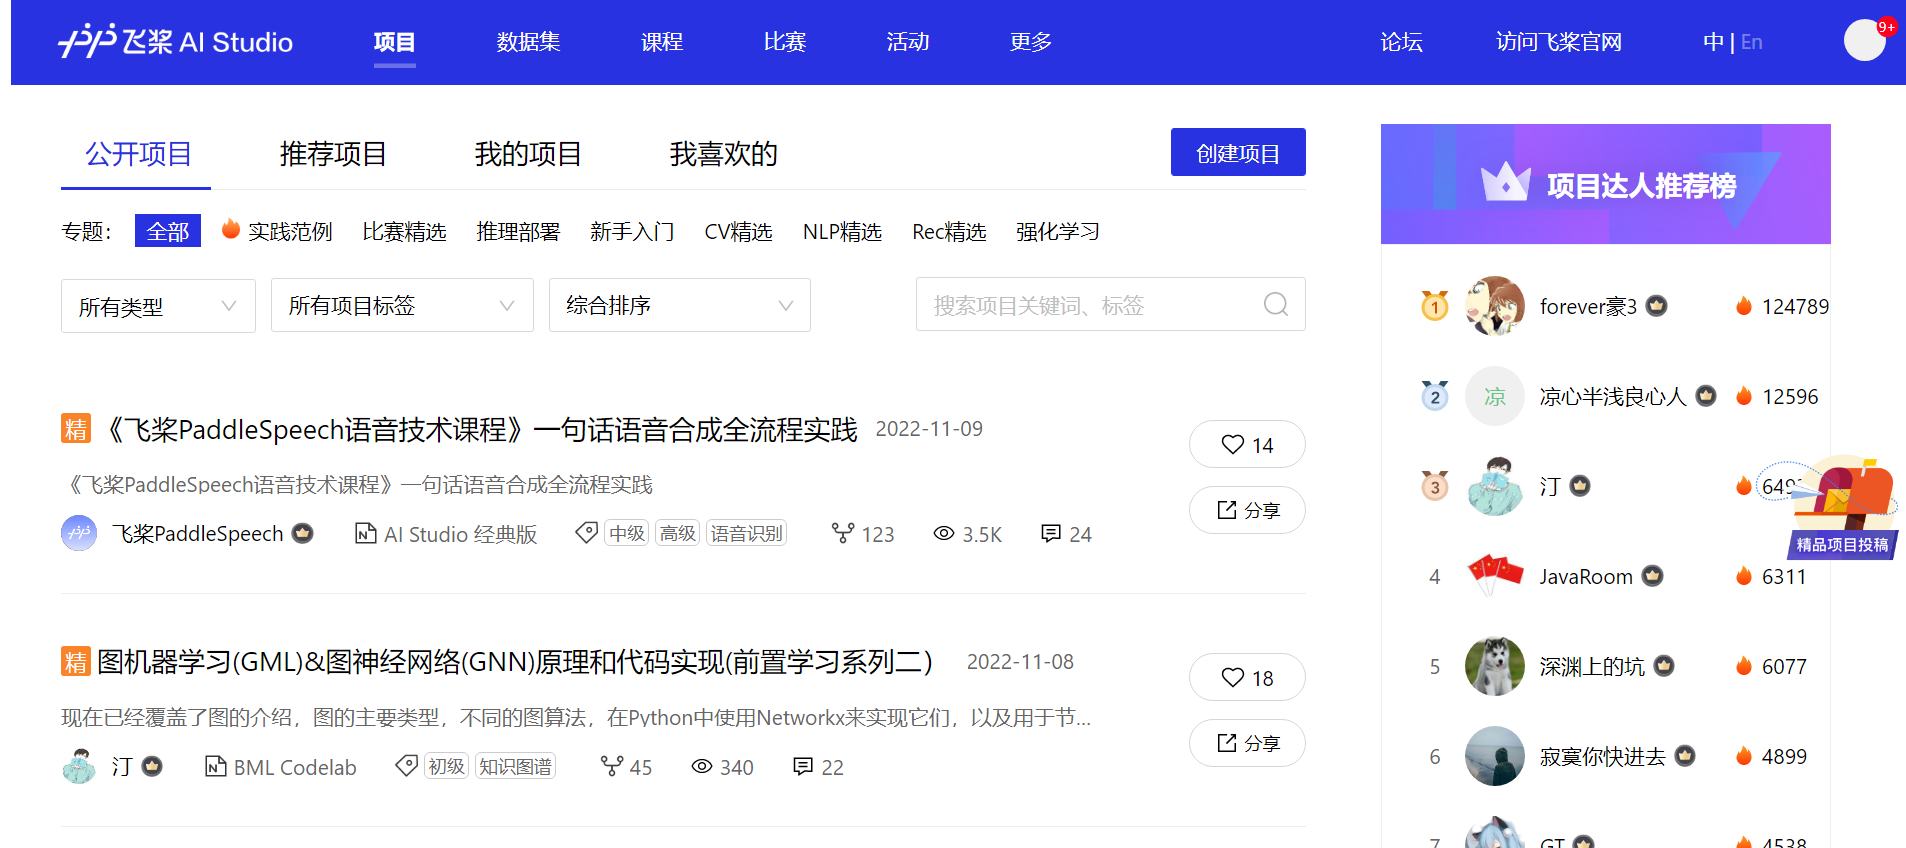 飞桨 AI Studio 项目 数据集 课程 比赛 活动 更多 论坛 访问飞桨官网 中 | En 9+
公开项目 推荐项目 我的项目 我喜欢的 创建项目
专题： 全部 实践范例 比赛精选 推理部署 新手入门 CV精选 NLP精选 Rec精选 强化学习
所有类型 所有项目标签 综合排序 搜索项目关键词、标签
精 《飞桨PaddleSpeech语音技术课程》一句话语音合成全流程实践 2022-11-09
14
《飞桨PaddleSpeech语音技术课程》一句话语音合成全流程实践
分享
飞桨PaddleSpeech AI Studio 经典版 中级 高级 语音识别 123 3.5K 24
精 图机器学习(GML)&图神经网络(GNN)原理和代码实现(前置学习系列二） 2022-11-08
18
现在已经覆盖了图的介绍，图的主要类型，不同的图算法，在Python中使用Networkx来实现它们，以及用于节...
分享
汀 BML Codelab 初级 知识图谱 45 340 22
项目达人推荐榜
1 forever豪3 124789
2 凉 凉心半浅良心人 12596
3 汀
精品项目投稿
4 JavaRoom 6311
5 深渊上的坑 6077
6 寂寞你快进去 4899
7 GT 4538